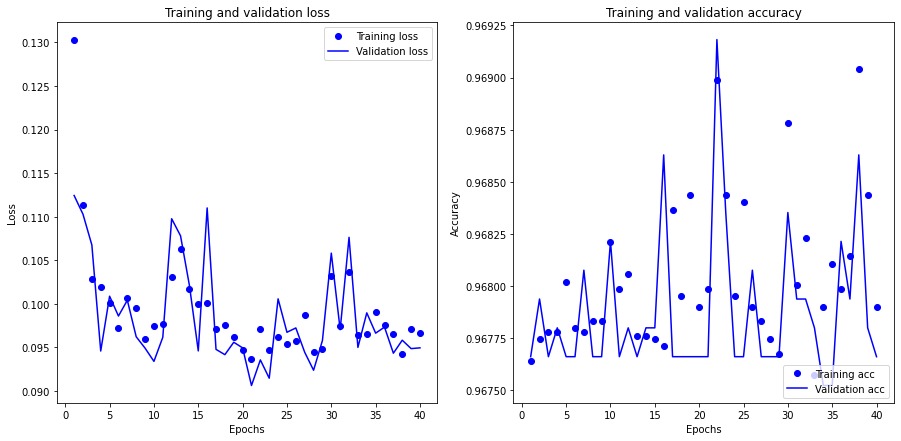 Training and validation loss
Training and validation accuracy
Training loss
Validation loss
0.130
0.125
0.120
0.115
0.110
0.105
0.100
0.095
0.090
Loss
0 5 10 15 20 25 30 35 40
Epochs
0.96925
0.96900
0.96875
0.96850
0.96825
0.96800
0.96775
0.96750
Accuracy
Training acc
Validation acc
0 5 10 15 20 25 30 35 40
Epochs